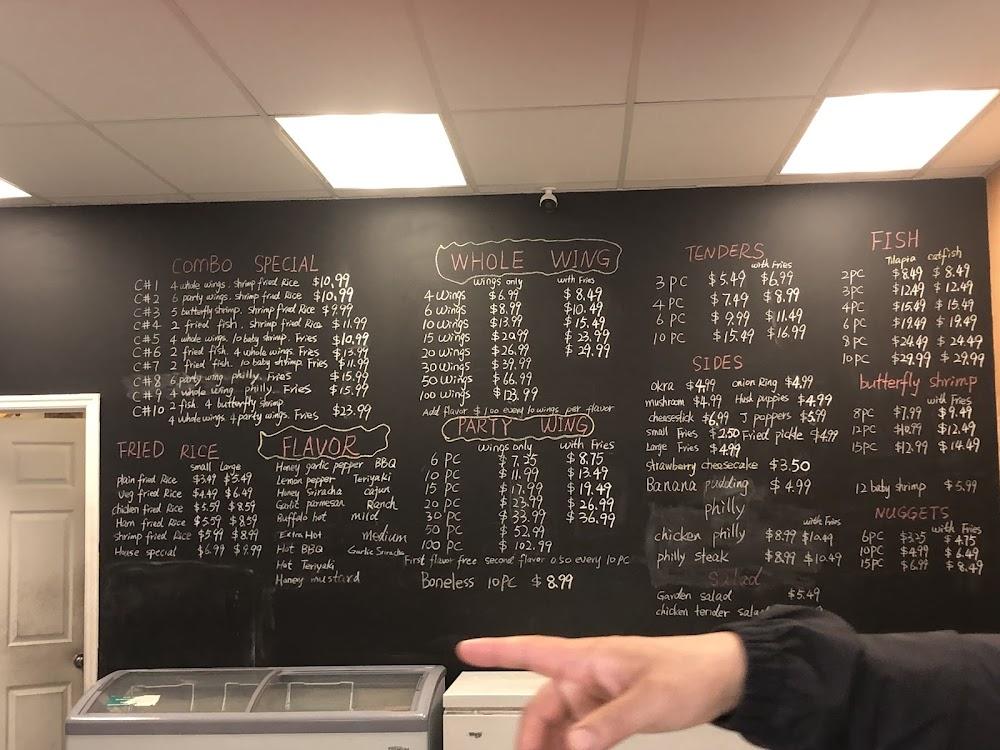 COMBO SPECIAL
C#1 4 whole wings. shrimp fried Rice $10.99
C#2 6 party wings. shrimp fried Rice $10.99
C#3 5 butterfly shrimp. shrimp fried Rice $9.99
C#4 2 fried fish. shrimp fried Rice $11.99
C#5 4 whole wings. 10 baby shrimp. Fries $10.99
C#6 2 fried fish. 4 whole wings. Fries $13.99
C#7 2 fried fish. 10 baby shrimp Fries $11.99
C#8 6 party wing philly. Fries $15.99
C#9 4 whole wing. philly. Fries $15.99
C#10 2 fish. 4 butterfly shrimp
4 whole wings. 4 party wings. Fries $23.99
FRIED RICE
small Large
plain fried Rice $3.49 $5.49
Veg fried Rice $4.49 $6.49
chicken fried Rice $5.59 $8.59
Ham fried Rice $5.59 $8.59
shrimp fried Rice $5.99 $8.99
House special $6.99 $9.99
FLAVOR
Honey garlic pepper BBQ
Lemon pepper Teriyaki
Honey Sriracha cajun
Garlic parmesan Ranch
Buffalo hot mild
Extra Hot medium
Hot BBQ Garlic Sriracha
Hot Teriyaki
Honey mustard
WHOLE WING
wings only with Fries
4 wings $6.99 $8.49
6 wings $8.99 $10.49
10 wings $13.99 $15.49
15 wings $20.99 $23.99
20 wings $26.99 $29.99
30 wings $39.99
50 wings $66.99
100 wings $123.99
Add flavor $1.00 every 10 wings per flavor
PARTY WING
wings only with Fries
6 PC $7.25 $8.75
10 PC $11.99 $13.49
15 PC $17.99 $19.49
20 PC $23.99 $26.99
30 PC $33.99 $36.99
50 PC $52.99
100 PC $102.99
First flavor free second flavor 0.50 every 10 PC
Boneless 10PC $8.99
TENDERS
with Fries
3 PC $5.49 $6.99
4 PC $7.49 $8.99
6 PC $9.99 $11.49
10 PC $15.49 $16.99
SIDES
okra $4.99 onion Ring $4.99
mushroom $4.99 Hush puppies $4.99
cheesestick $6.99 J poppers $5.99
small Fries $2.50 Fried pickle $4.99
Large Fries $4.99
strawberry cheesecake $3.50
Banana pudding $4.99
philly
with Fries
chicken philly $8.99 $10.49
philly steak $8.99 $10.49
Salad
Garden salad $5.49
chicken tender
FISH
Tilapia catfish
2PC $8.49 $8.49
3PC $12.49 $12.49
4PC $15.49 $15.49
6PC $19.49 $19.49
8PC $24.49 $24.49
10PC $29.99 $29.99
butterfly shrimp
with Fries
8PC $7.99 $9.49
12PC $10.99 $12.49
15PC $12.99 $14.49
12 baby shrimp $5.99
NUGGETS
with Fries
6PC $3.25 $4.75
10PC $4.99 $6.49
15PC $6.99 $8.49